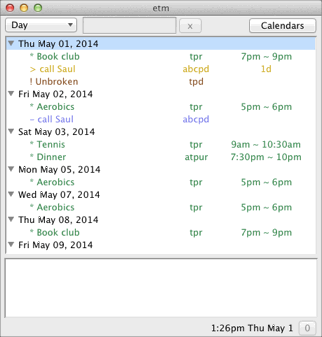 etm
Day x Calendars
Thu May 01, 2014
* Book club tpr 7pm ~ 9pm
> call Saul abcpd 1d
! Unbroken tpd
Fri May 02, 2014
* Aerobics tpr 5pm ~ 6pm
– call Saul abcpd
Sat May 03, 2014
* Tennis tpr 9am ~ 10:30am
* Dinner atpur 7:30pm ~ 10pm
Mon May 05, 2014
* Aerobics tpr 5pm ~ 6pm
Wed May 07, 2014
* Aerobics tpr 5pm ~ 6pm
Thu May 08, 2014
* Book club tpr 7pm ~ 9pm
Fri May 09, 2014
1:26pm Thu May 1 0